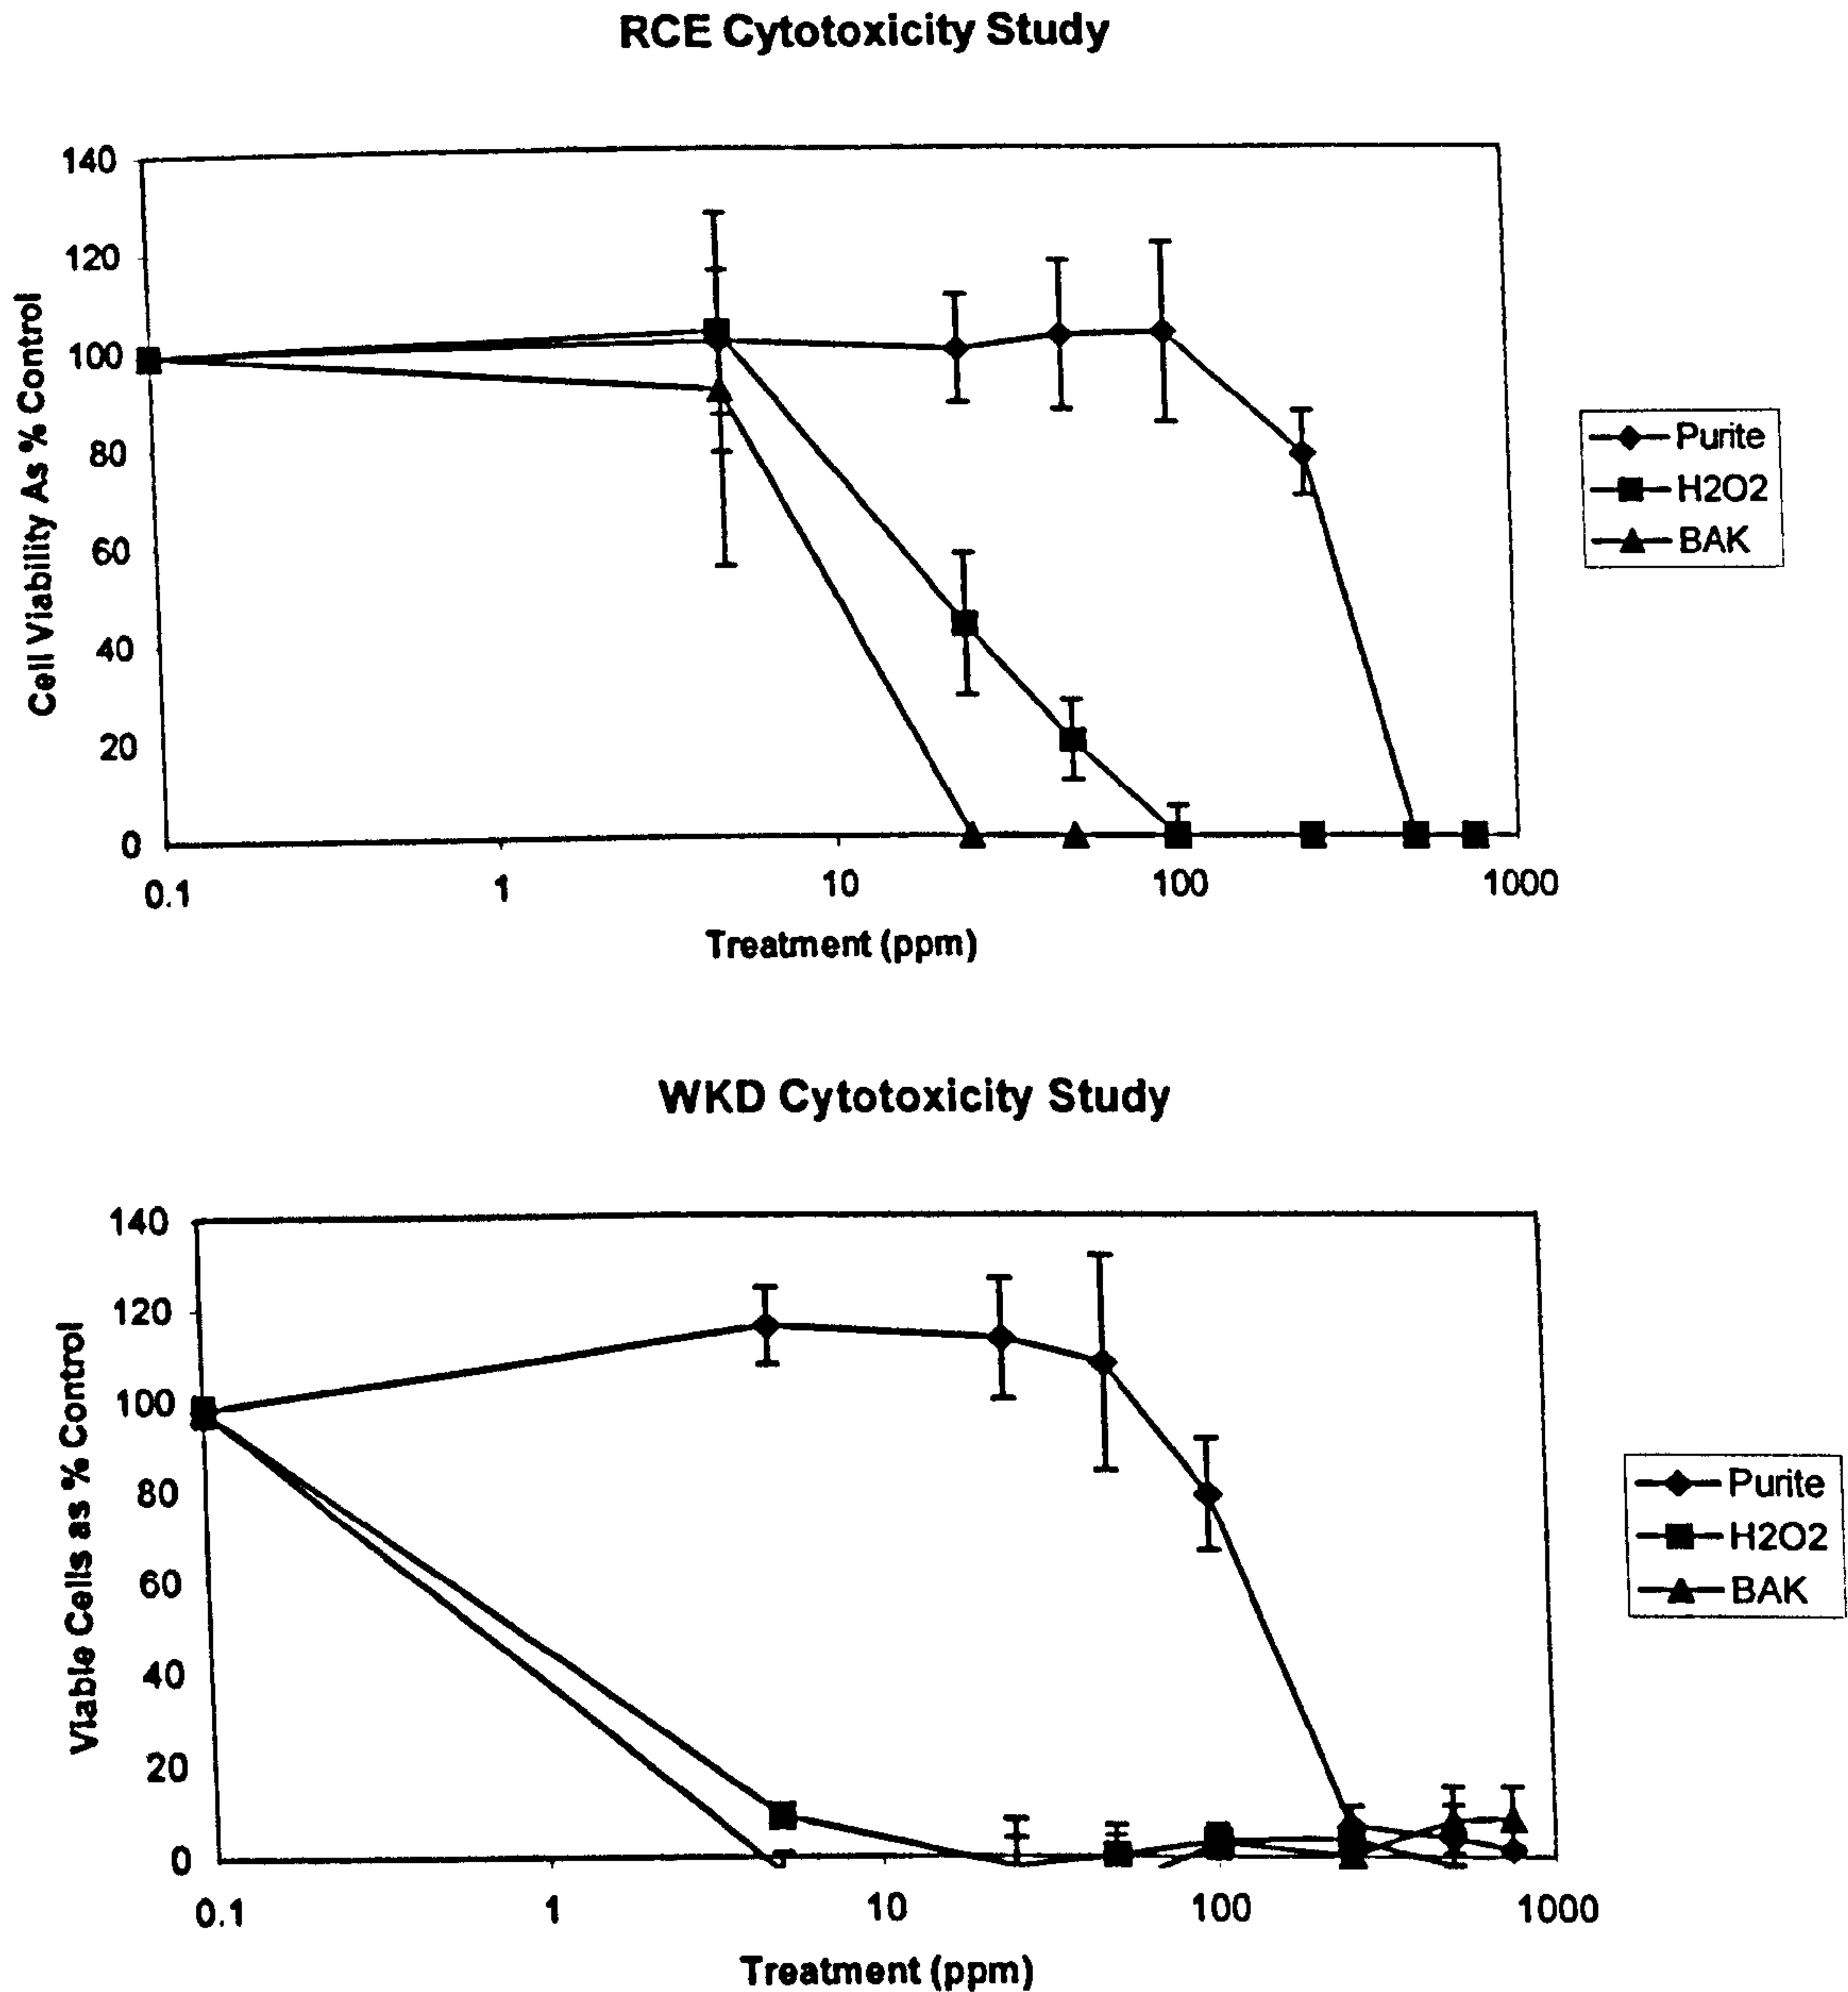 RCE Cytotoxicity Study
Cell Viability As % Control
140
120
100
80
60
40
20
0
0.1 1 10 100 1000
Treatment (ppm)
Purite
H2O2
BAK
WKD Cytotoxicity Study
Viable Cells as % Control
140
120
100
80
60
40
20
0
0.1 1 10 100 1000
Treatment (ppm)
Purite
H2O2
BAK